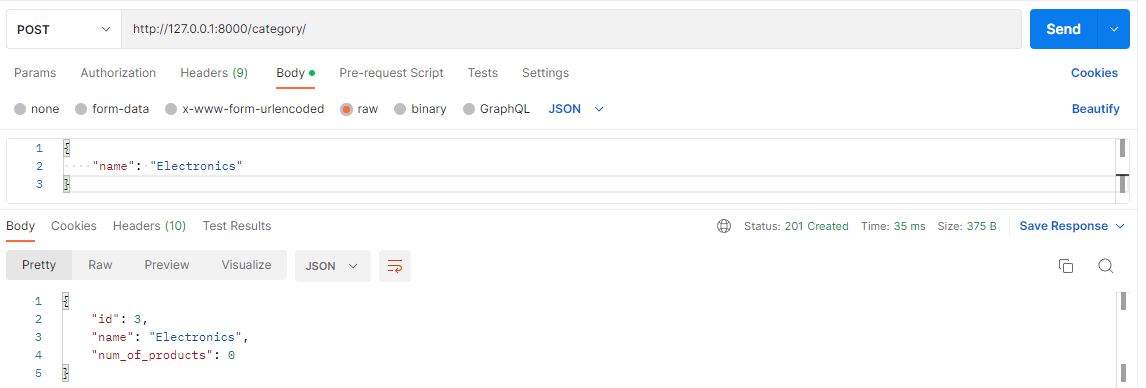 POST http://127.0.0.1:8000/category/ Send
Params Authorization Headers (9) Body Pre-request Script Tests Settings Cookies
none form-data x-www-form-urlencoded raw binary GraphQL JSON Beautify
1 {
2 "name": "Electronics"
3 }
Body Cookies Headers (10) Test Results Status: 201 Created Time: 35 ms Size: 375 B Save Response
Pretty Raw Preview Visualize JSON
1 {
2 "id": 3,
3 "name": "Electronics",
4 "num_of_products": 0
5 }